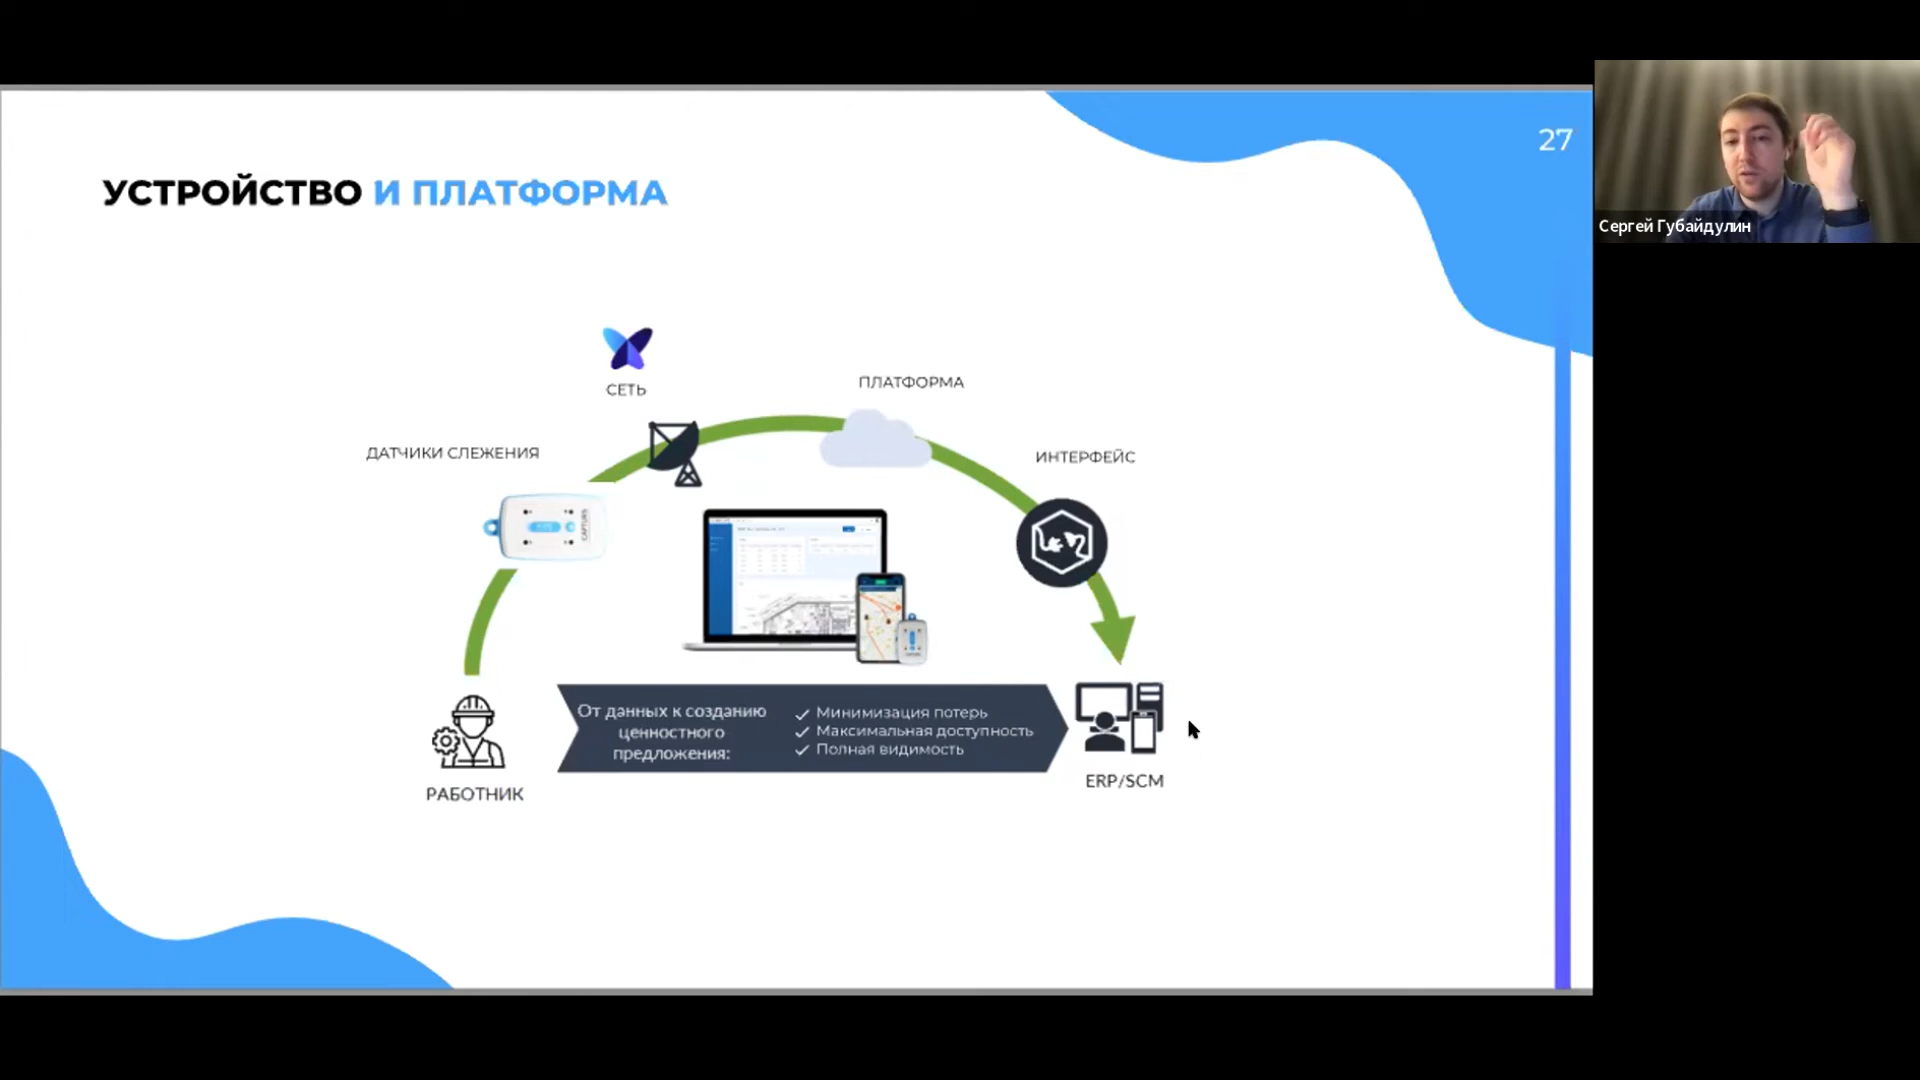 27
УСТРОЙСТВО И ПЛАТФОРМА
Сергей Губайдулин
СЕТЬ
ПЛАТФОРМА
ДАТЧИКИ СЛЕЖЕНИЯ
ИНТЕРФЕЙС
CAPTURS
От данных к созданию
ценностного
предложения:
Минимизация потерь
Максимальная доступность
Полная видимость
РАБОТНИК
ERP/SCM